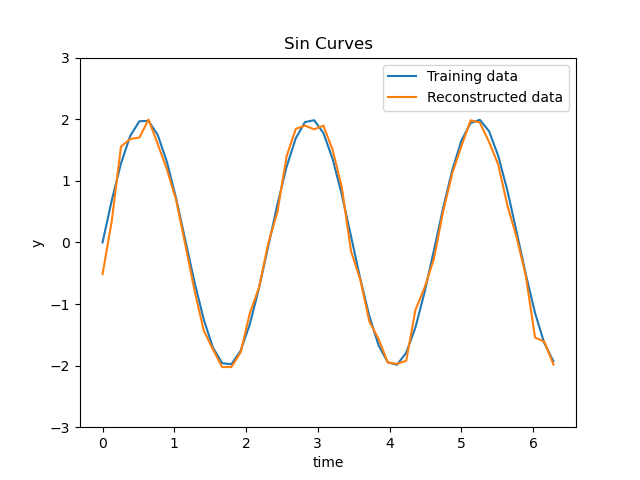 Sin Curves
Training data
Reconstructed data
3
2
1
0
−1
−2
−3
y
0 1 2 3 4 5 6
time